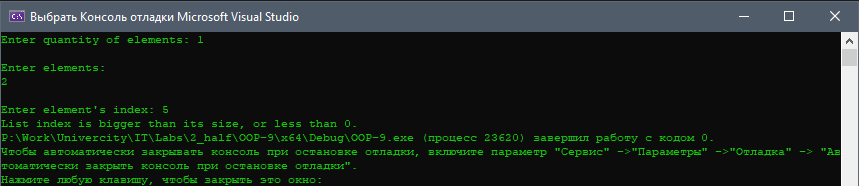 Выбрать Консоль отладки Microsoft Visual Studio
Enter quantity of elements: 1
Enter elements:
2
Enter element's index: 5
List index is bigger than its size, or less than 0.
P:\Work\Univercity\IT\Labs\2_half\OOP-9\x64\Debug\OOP-9.exe (процесс 23620) завершил работу с кодом 0.
Чтобы автоматически закрывать консоль при остановке отладки, включите параметр "Сервис" ->"Параметры" ->"Отладка" -> "Ав
томатически закрыть консоль при остановке отладки".
Нажмите любую клавишу, чтобы закрыть это окно: